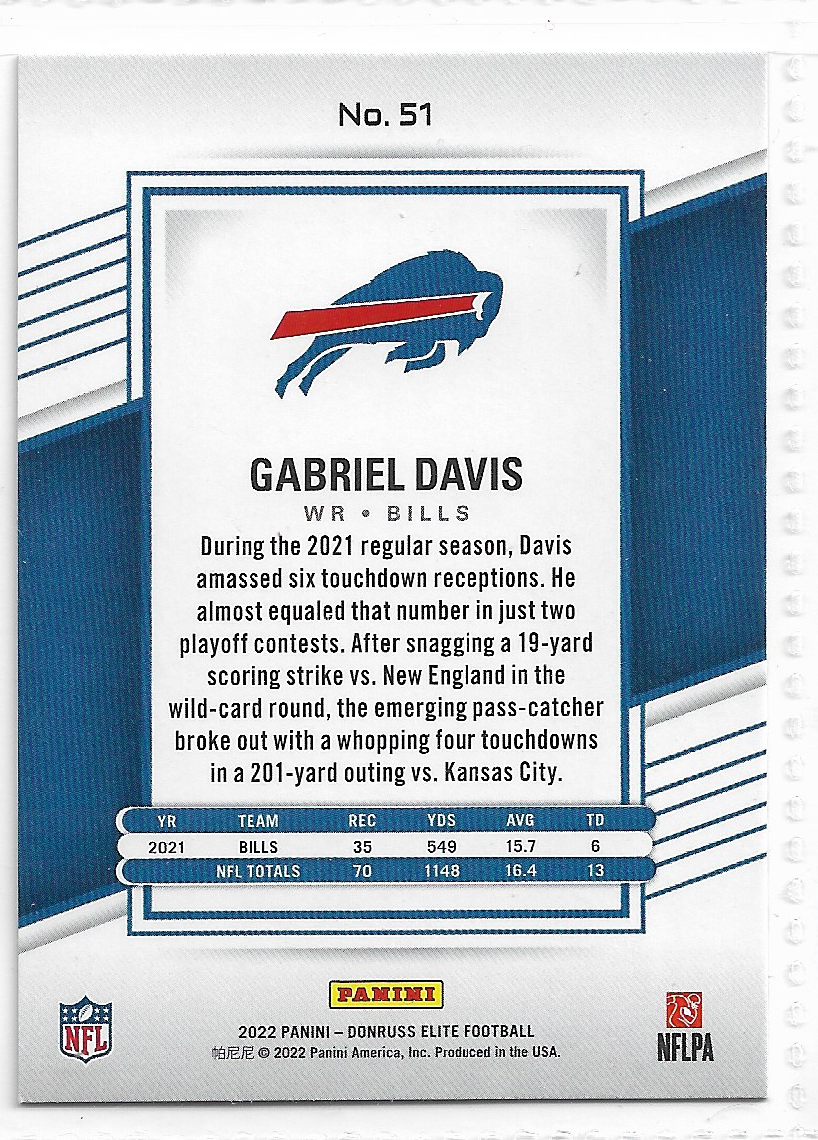 No. 51
GABRIEL DAVIS
WR • BILLS
During the 2021 regular season, Davis
amassed six touchdown receptions. He
almost equaled that number in just two
playoff contests. After snagging a 19-yard
scoring strike vs. New England in the
wild-card round, the emerging pass-catcher
broke out with a whopping four touchdowns
in a 201-yard outing vs. Kansas City.
YR TEAM REC YDS AVG TD
2021 BILLS 35 549 15.7 6
NFL TOTALS 70 1148 16.4 13
PANINI
2022 PANINI – DONRUSS ELITE FOOTBALL
帕尼尼 © 2022 Panini America, Inc. Produced in the USA.
NFL
NFLPA